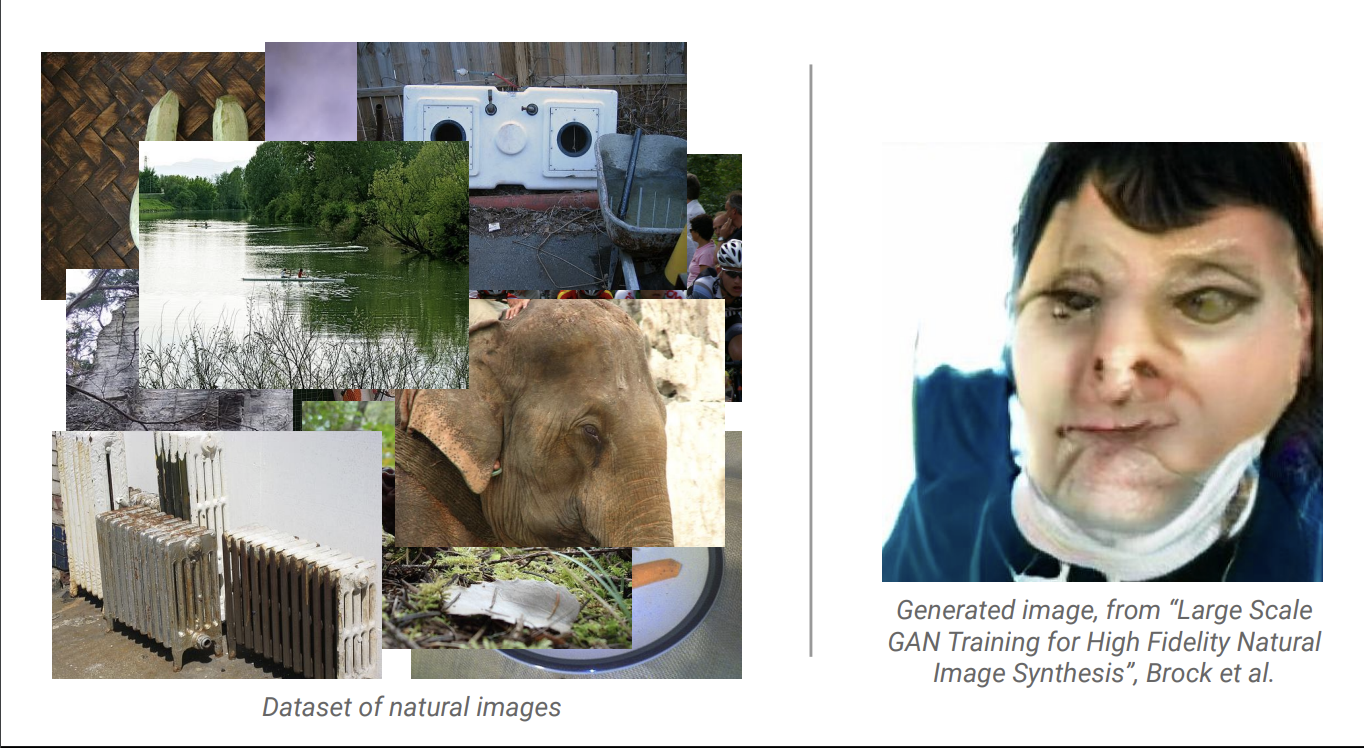 Dataset of natural images
Generated image, from “Large Scale
GAN Training for High Fidelity Natural
Image Synthesis”, Brock et al.